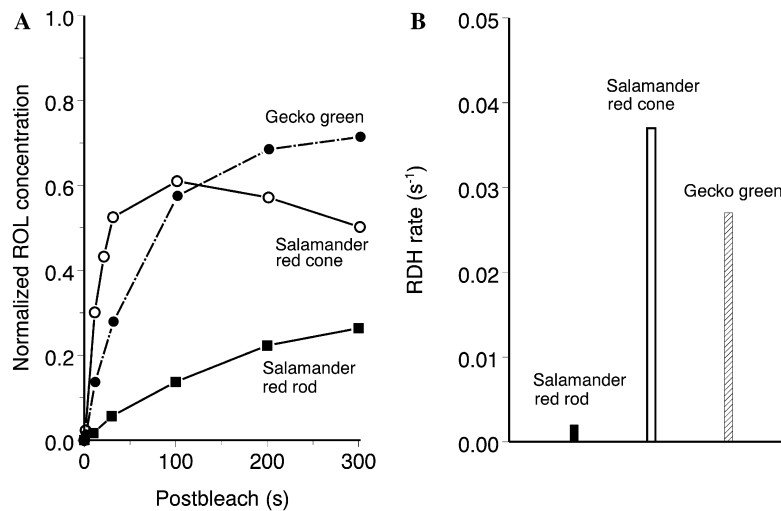 A
Normalized ROL concentration
1.0
0.8
0.6
0.4
0.2
0.0
0
100
200
300
Postbleach (s)
Gecko green
Salamander
red cone
Salamander
red rod
B
RDH rate (s⁻¹)
0.05
0.04
0.03
0.02
0.01
0.00
Salamander
red rod
Salamander
red cone
Gecko green